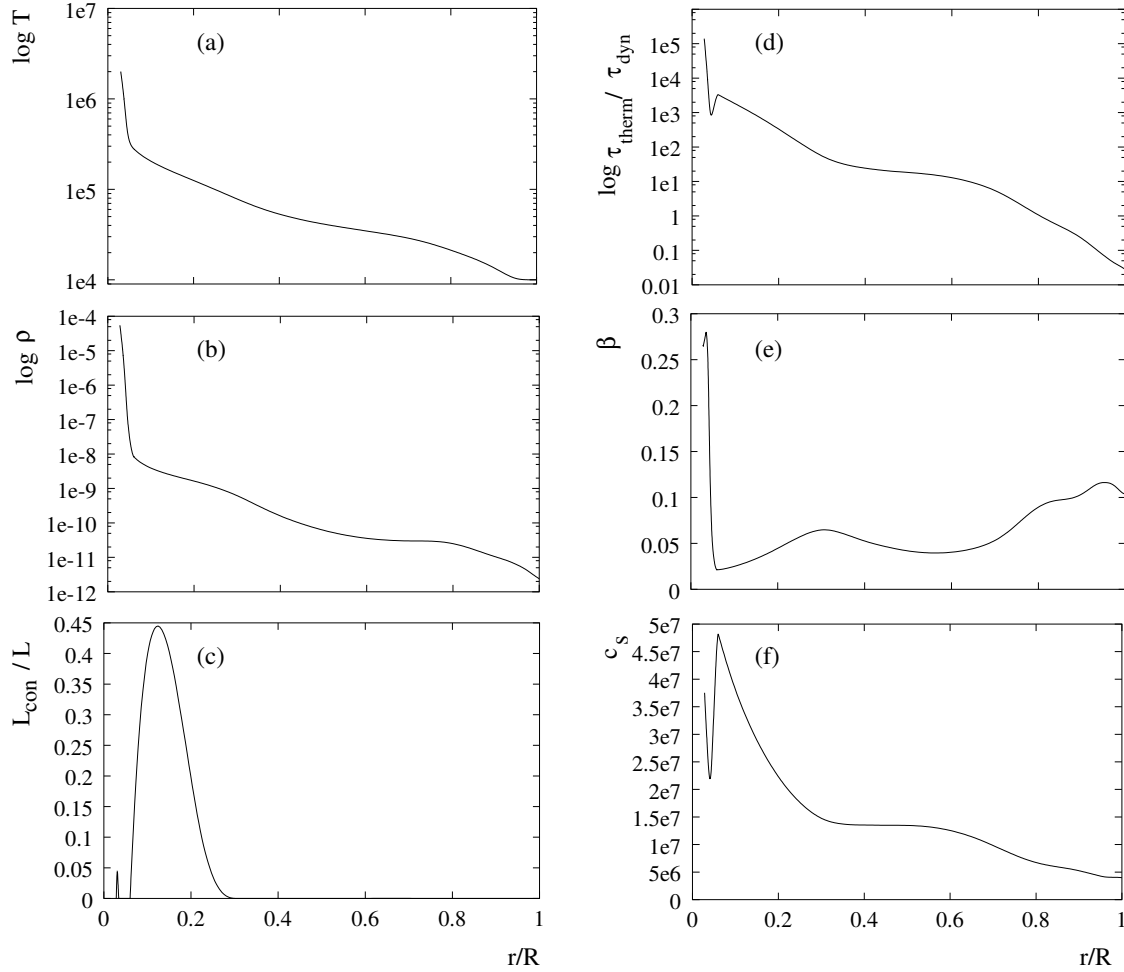 log T
(a)
1e7
1e6
1e5
1e4
log τtherm / τdyn
(d)
1e5
1e4
1e3
1e2
1e1
1
0.1
0.01
log ρ
(b)
1e-4
1e-5
1e-6
1e-7
1e-8
1e-9
1e-10
1e-11
1e-12
β
(e)
0.3
0.25
0.2
0.15
0.1
0.05
0
Lcon / L
(c)
0.45
0.4
0.35
0.3
0.25
0.2
0.15
0.1
0.05
0
0 0.2 0.4 0.6 0.8 1
r/R
cs
(f)
5e7
4.5e7
4e7
3.5e7
3e7
2.5e7
2e7
1.5e7
1e7
5e6
0
0 0.2 0.4 0.6 0.8 1
r/R